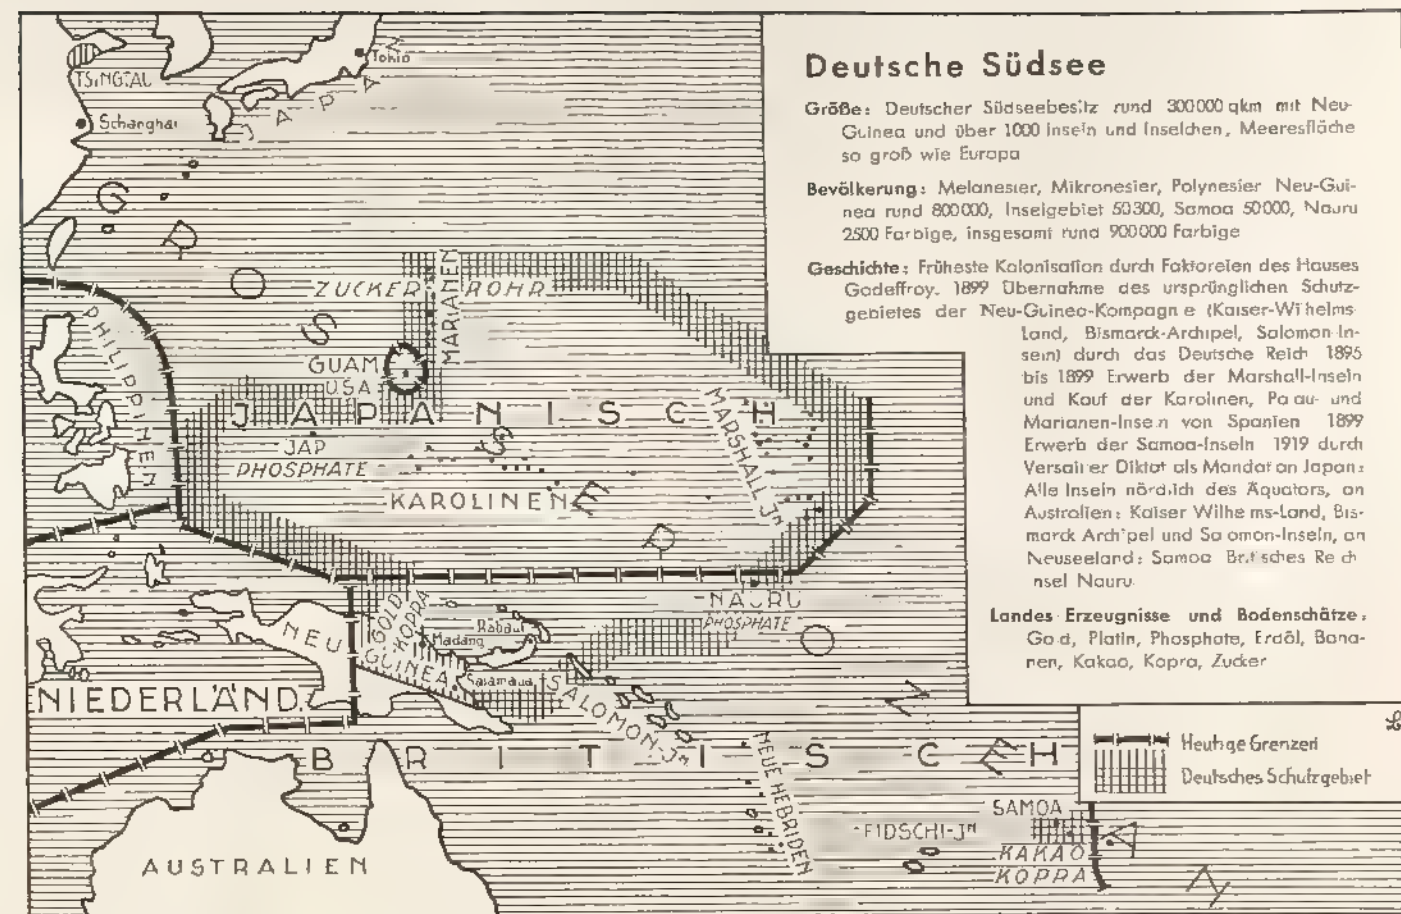 Deutsche Südsee
Größe: Deutscher Südseebesitz rund 300000 qkm mit Neu-
Guinea und über 1000 Inseln und Inselchen, Meeresfläche
so groß wie Europa
Bevölkerung: Melanesier, Mikronesier, Polynesier Neu-Gui-
nea rund 800000, Inselgebiet 50300, Samoa 50000, Nauru
2500 Farbige, insgesamt rund 900000 Farbige
Geschichte: Früheste Kolonisation durch Faktoreien des Hauses
Godeffroy. 1899 Übernahme des ursprünglichen Schutz-
gebietes der Neu-Guinea-Kompagnie (Kaiser-Wilhelms
Land, Bismarck-Archipel, Salomon-In-
seln) durch das Deutsche Reich 1895
bis 1899 Erwerb der Marshall-Inseln
und Kauf der Karolinen, Palau- und
Marianen-Inseln von Spanien 1899
Erwerb der Samoa-Inseln 1919 durch
Versailler Diktat als Mandat an Japan:
Alle Inseln nördlich des Äquators, an
Australien: Kaiser Wilhelms-Land, Bis-
marck Archipel und Salomon-Inseln, an
Neuseeland: Samoa Britisches Reich
Insel Nauru
Landes Erzeugnisse und Bodenschätze:
Gold, Platin, Phosphate, Erdöl, Bana-
nen, Kakao, Kopra, Zucker
Heutige Grenzen
Deutsches Schutzgebiet
TSINGTAU
Schanghai
Tokio
JAPAN
GROSSER OZEAN
PHILIPPINEN
ZUCKERROHR
MARIANEN
GUAM
USA
JAPANISCH
JAP
PHOSPHATE
KAROLINEN
MARSHALL-Jn
NAURU
PHOSPHATE
GOLD
KOPRA
NEU
GUINEA
Madang
Rabaul
Salamaua
SALOMON-Jn
NIEDERLÄND.
BRITISCH
NEUE HEBRIDEN
FIDSCHI-Jn
SAMOA
KAKAO
KOPRA
AUSTRALIEN